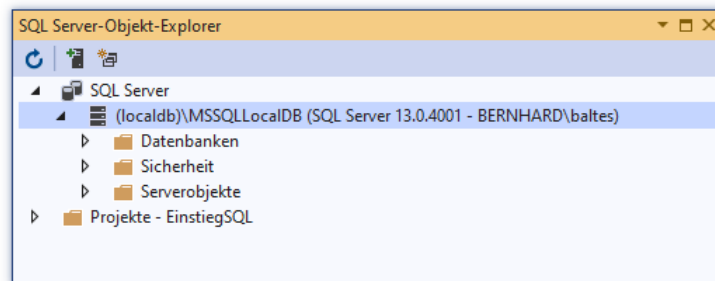 SQL Server-Objekt-Explorer
SQL Server
(localdb)\MSSQLLocalDB (SQL Server 13.0.4001 - BERNHARD\baltes)
Datenbanken
Sicherheit
Serverobjekte
Projekte - EinstiegSQL